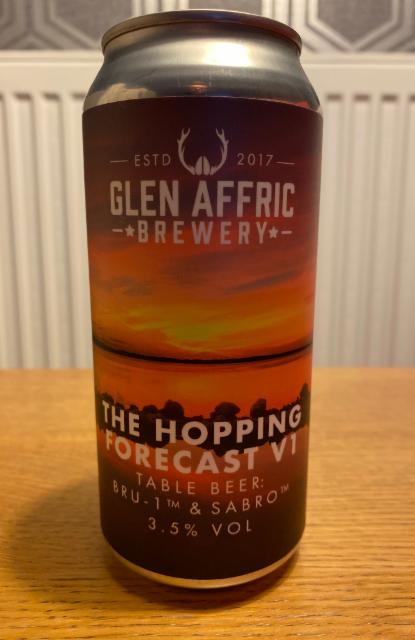 ESTD 2017
GLEN AFFRIC
BREWERY
THE HOPPING
FORECAST V1
TABLE BEER:
BRU-1™ & SABRO™
3.5% VOL